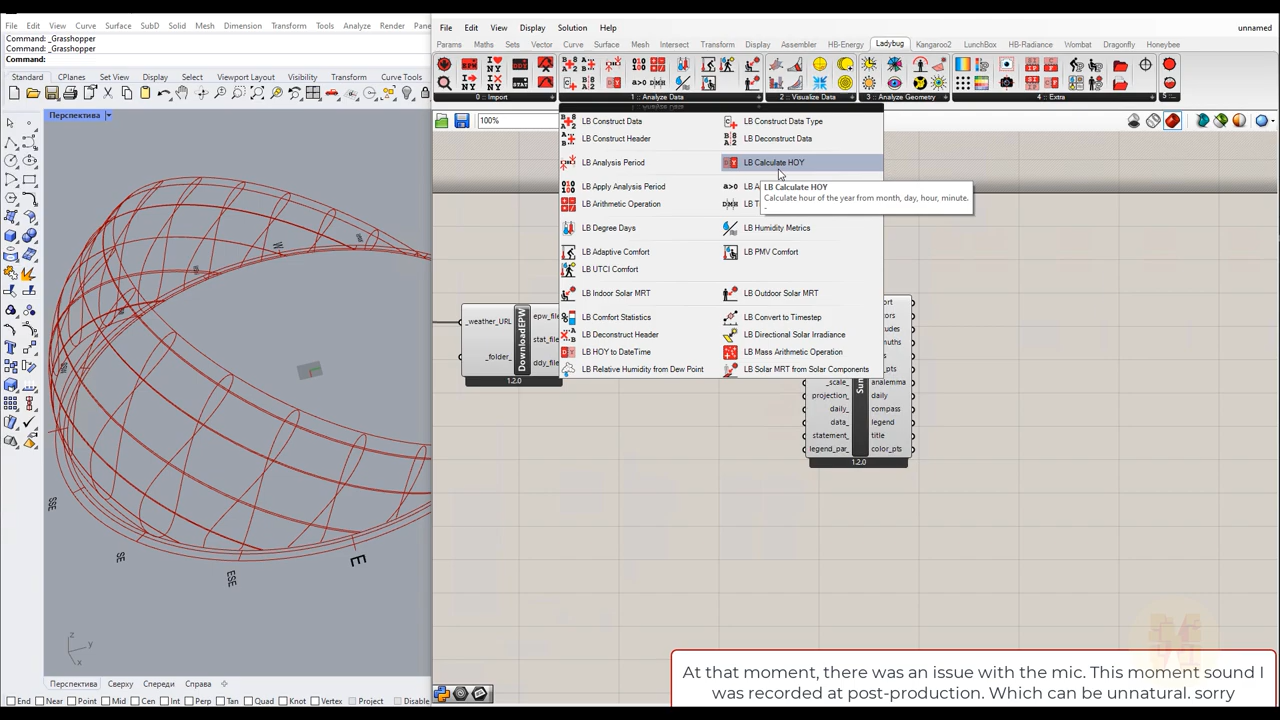 File Edit View Curve Surface SubD Solid Mesh Dimension Transform Tools Analyze Render
Command: _Grasshopper
Command: _Grasshopper
Command:
Standard CPlanes Set View Display Select Viewport Layout Visibility Curve Tools
Перспектива
W
SSE
SE
ESE
E
z
y
x
Перспектива Сверху Спереди Справа
End Near Point Mid Cen Int Perp Tan Quad Knot Vertex Project Disable
File Edit View Display Solution Help
unnamed
Params Maths Sets Vector Curve Surface Mesh Intersect Transform Display Assembler HB-Energy Ladybug Kangaroo2 LunchBox HB-Radiance Wombat Dragonfly Honeybee
0 :: Import 1 :: Analyze Data 2 :: Visualize Data 3 :: Analyze Geometry 4 :: Extra 5 ::
100%
LB Construct Data LB Construct Data Type
LB Construct Header LB Deconstruct Data
LB Analysis Period LB Calculate HOY
LB Calculate HOY
Calculate hour of the year from month, day, hour, minute.
-
LB Apply Analysis Period
LB Arithmetic Operation
LB Degree Days LB Humidity Metrics
LB Adaptive Comfort LB PMV Comfort
LB UTCI Comfort
LB Indoor Solar MRT LB Outdoor Solar MRT
LB Comfort Statistics LB Convert to Timestep
LB Deconstruct Header LB Directional Solar Irradiance
LB HOY to DateTime LB Mass Arithmetic Operation
LB Relative Humidity from Dew Point LB Solar MRT from Solar Components
_weather_URL
_folder_
DownloadEPW
epw_file
stat_file
ddy_file
1.2.0
_scale_ analemma
projection_ daily
daily_ compass
data_ legend
statement_ title
legend_par_ color_pts
1.2.0
At that moment, there was an issue with the mic. This moment sound I
was recorded at post-production. Which can be unnatural. sorry